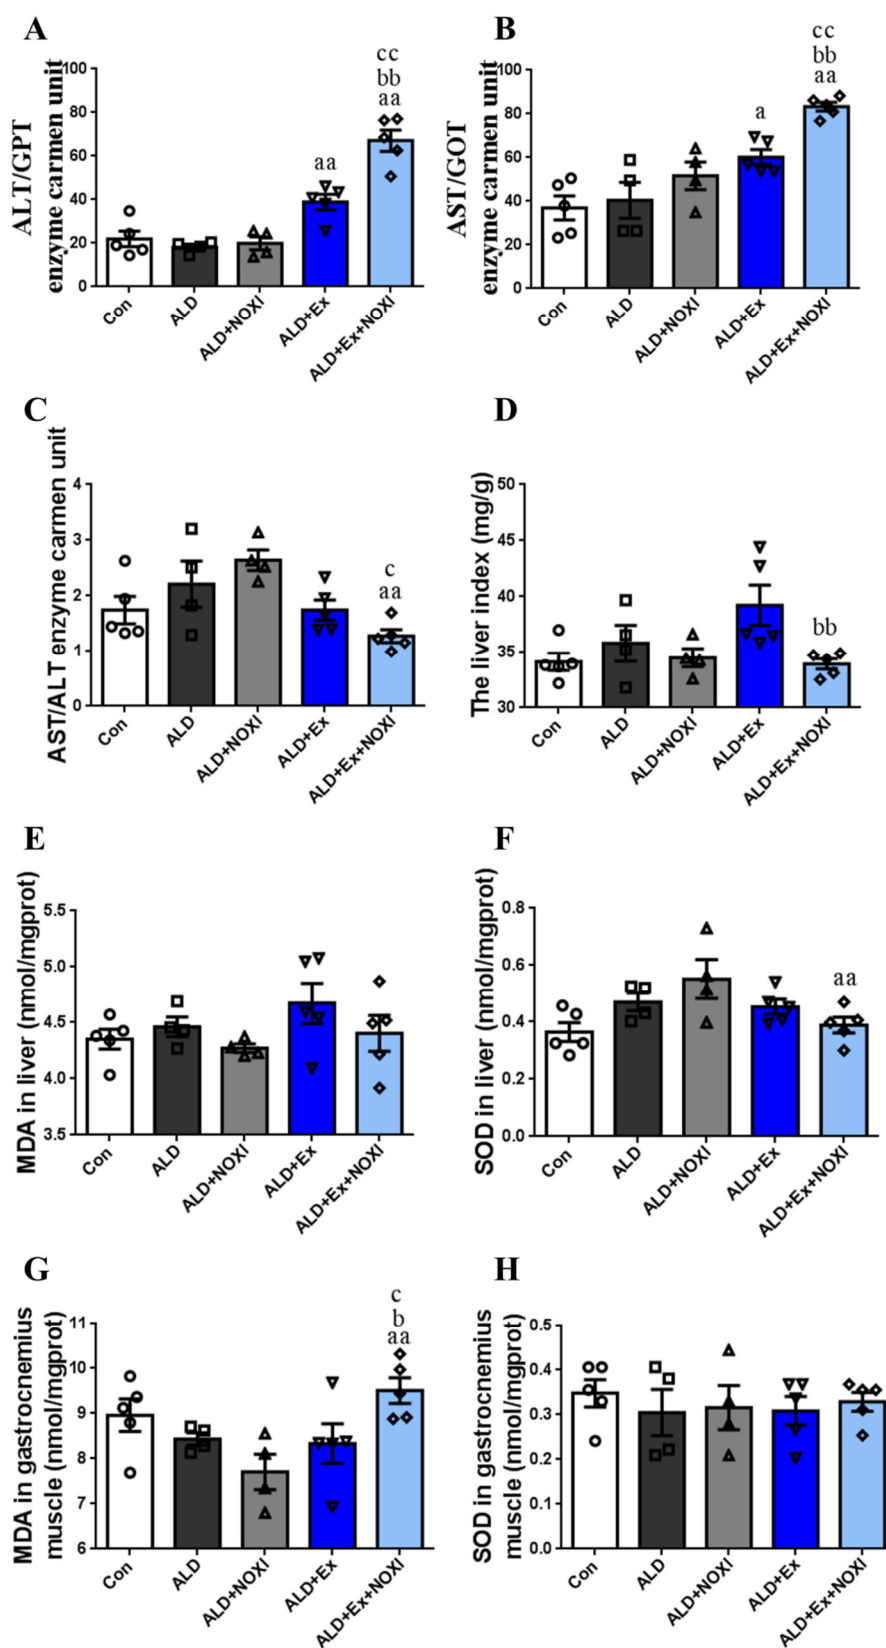 A
ALT/GPT
enzyme carmen unit
100
80
60
40
20
0
aa
cc
bb
aa
Con
ALD
ALD+NOXI
ALD+Ex
ALD+Ex+NOXI
B
AST/GOT
enzyme carmen unit
100
80
60
40
20
0
a
cc
bb
aa
Con
ALD
ALD+NOXI
ALD+Ex
ALD+Ex+NOXI
C
AST/ALT enzyme carmen unit
4
3
2
1
0
c
aa
Con
ALD
ALD+NOXI
ALD+Ex
ALD+Ex+NOXI
D
The liver index (mg/g)
50
45
40
35
30
bb
Con
ALD
ALD+NOXI
ALD+Ex
ALD+Ex+NOXI
E
MDA in liver (nmol/mgprot)
5.5
5.0
4.5
4.0
3.5
Con
ALD
ALD+NOXI
ALD+Ex
ALD+Ex+NOXI
F
SOD in liver (nmol/mgprot)
0.8
0.6
0.4
0.2
0.0
aa
Con
ALD
ALD+NOXI
ALD+Ex
ALD+Ex+NOXI
G
MDA in gastrocnemius
muscle (nmol/mgprot)
11
10
9
8
7
6
c
b
aa
Con
ALD
ALD+NOXI
ALD+Ex
ALD+Ex+NOXI
H
SOD in gastrocnemius
muscle (nmol/mgprot)
0.5
0.4
0.3
0.2
0.1
0.0
Con
ALD
ALD+NOXI
ALD+Ex
ALD+Ex+NOXI